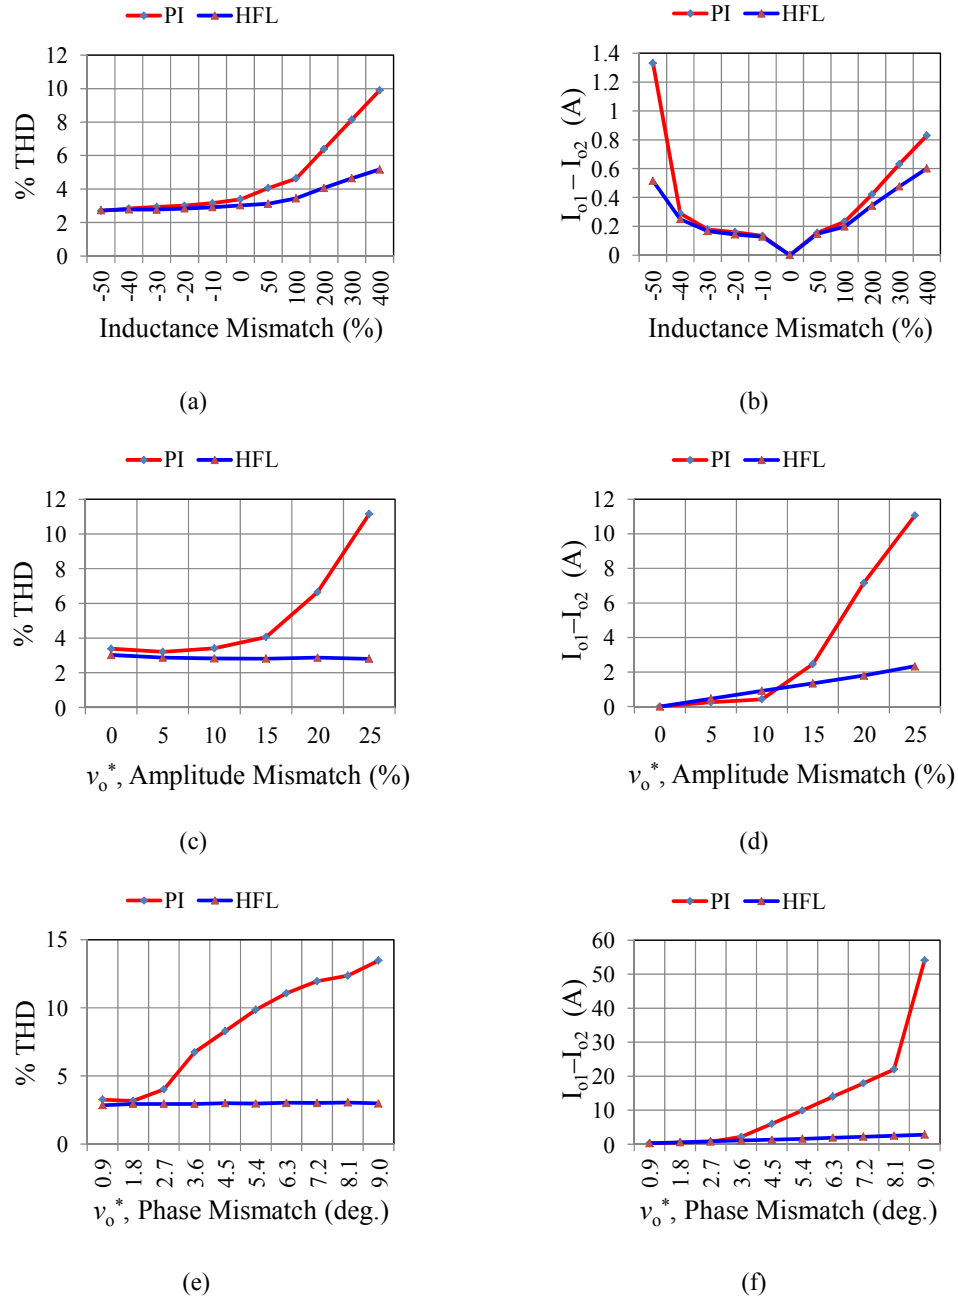 PI HFL
% THD
12
10
8
6
4
2
0
-50 -40 -30 -20 -10 0 50 100 200 300 400
Inductance Mismatch (%)
(a)
PI HFL
Io1− Io2 (A)
1.4
1.2
1
0.8
0.6
0.4
0.2
0
-50 -40 -30 -20 -10 0 50 100 200 300 400
Inductance Mismatch (%)
(b)
PI HFL
% THD
12
10
8
6
4
2
0
0 5 10 15 20 25
vo*, Amplitude Mismatch (%)
(c)
PI HFL
Io1−Io2 (A)
12
10
8
6
4
2
0
0 5 10 15 20 25
vo*, Amplitude Mismatch (%)
(d)
PI HFL
% THD
15
10
5
0
0.9 1.8 2.7 3.6 4.5 5.4 6.3 7.2 8.1 9.0
vo*, Phase Mismatch (deg.)
(e)
PI HFL
Io1−Io2 (A)
60
50
40
30
20
10
0
0.9 1.8 2.7 3.6 4.5 5.4 6.3 7.2 8.1 9.0
vo*, Phase Mismatch (deg.)
(f)